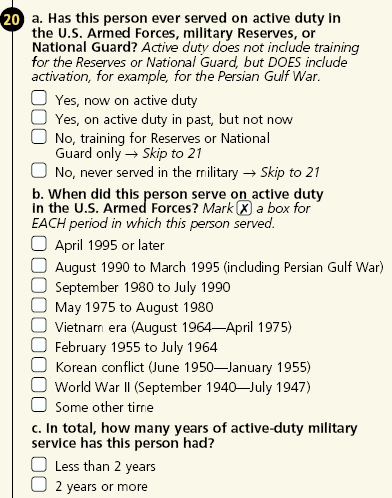 20 a. Has this person ever served on active duty in
the U.S. Armed Forces, military Reserves, or
National Guard? Active duty does not include training
for the Reserves or National Guard, but DOES include
activation, for example, for the Persian Gulf War.
Yes, now on active duty
Yes, on active duty in past, but not now
No, training for Reserves or National
Guard only → Skip to 21
No, never served in the military → Skip to 21
b. When did this person serve on active duty
in the U.S. Armed Forces? Mark ☒ a box for
EACH period in which this person served.
April 1995 or later
August 1990 to March 1995 (including Persian Gulf War)
September 1980 to July 1990
May 1975 to August 1980
Vietnam era (August 1964—April 1975)
February 1955 to July 1964
Korean conflict (June 1950—January 1955)
World War II (September 1940—July 1947)
Some other time
c. In total, how many years of active-duty military
service has this person had?
Less than 2 years
2 years or more